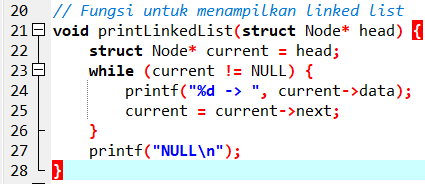 20 // Fungsi untuk menampilkan linked list
21 void printLinkedList(struct Node* head) {
22     struct Node* current = head;
23     while (current != NULL) {
24         printf("%d -> ", current->data);
25         current = current->next;
26     }
27     printf("NULL\n");
28 }